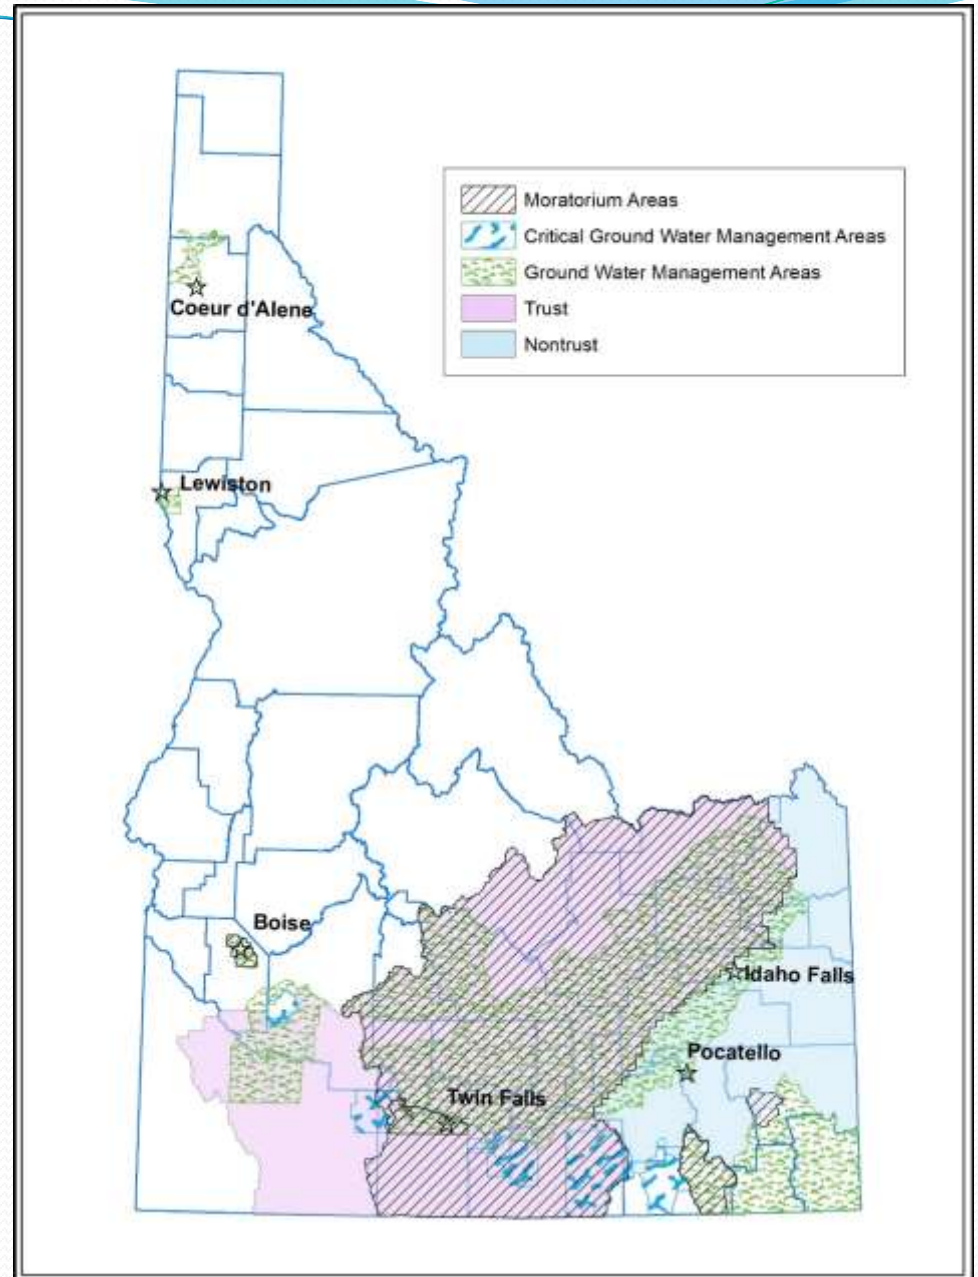 Moratorium Areas
Critical Ground Water Management Areas
Ground Water Management Areas
Trust
Nontrust
Coeur d'Alene
Lewiston
Boise
Idaho Falls
Pocatello
Twin Falls